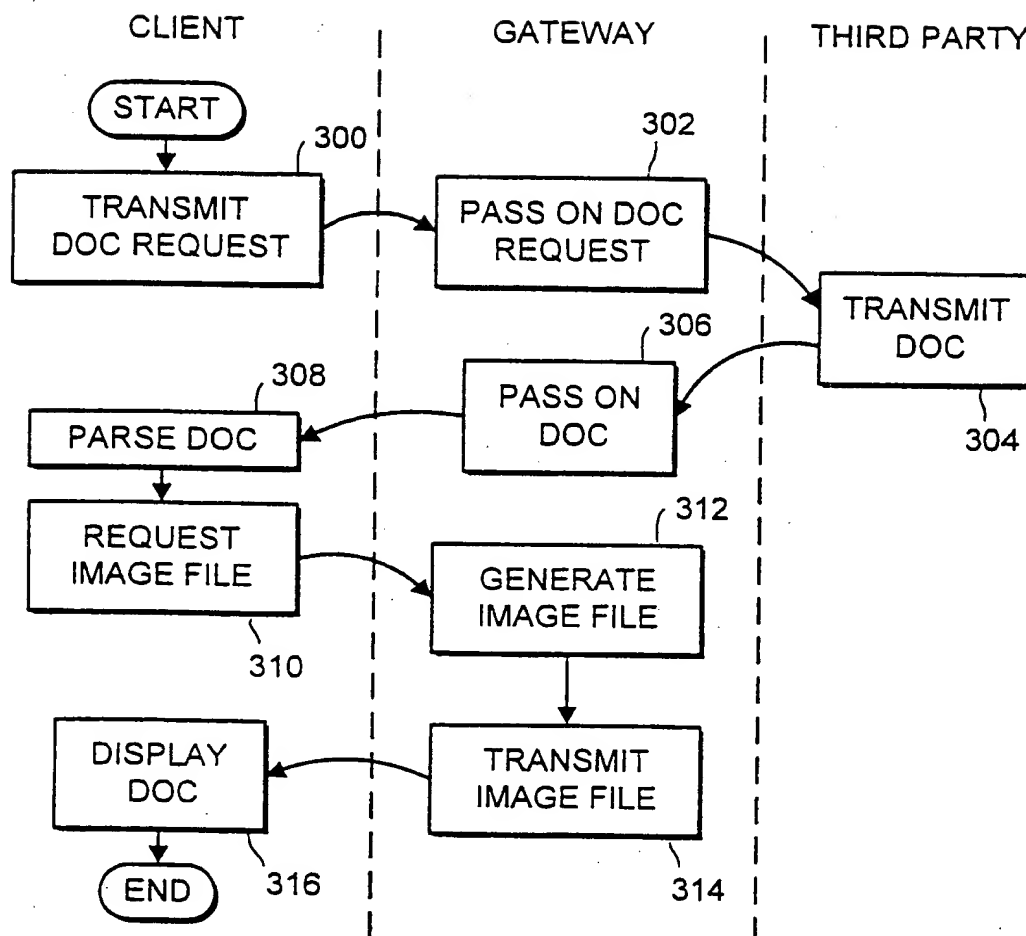 CLIENT
GATEWAY
THIRD PARTY
START
300
TRANSMIT
DOC REQUEST
302
PASS ON DOC
REQUEST
TRANSMIT
DOC
304
306
PASS ON
DOC
308
PARSE DOC
REQUEST
IMAGE FILE
310
312
GENERATE
IMAGE FILE
TRANSMIT
IMAGE FILE
314
DISPLAY
DOC
316
END